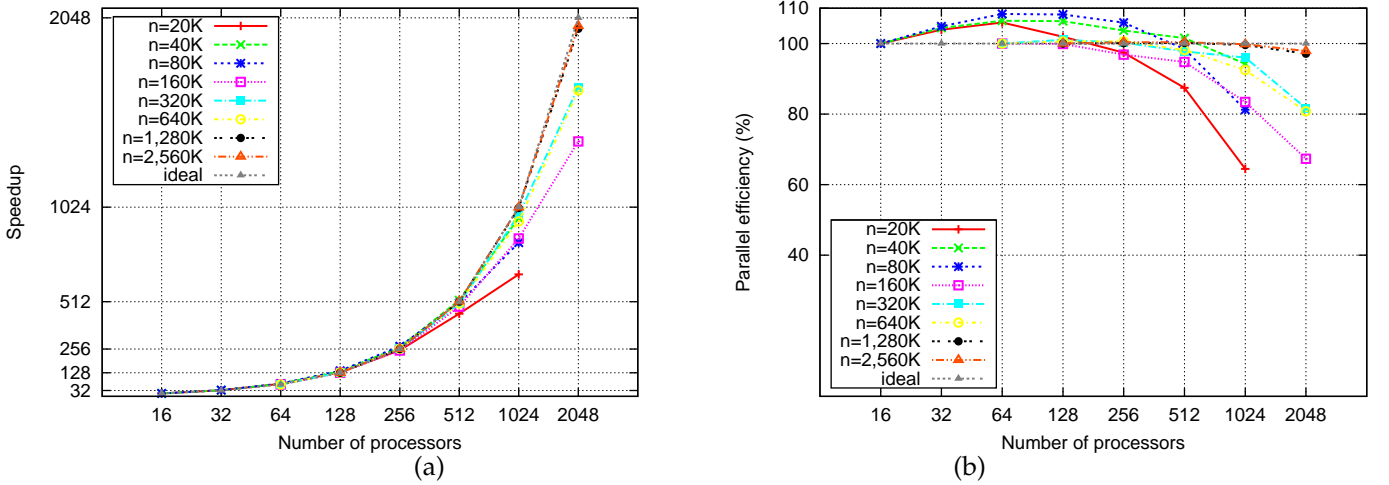 Speedup
2048
1024
512
256
128
32
n=20K
n=40K
n=80K
n=160K
n=320K
n=640K
n=1,280K
n=2,560K
ideal
16 32 64 128 256 512 1024 2048
Number of processors
(a)
Parallel efficiency (%)
110
100
80
60
40
n=20K
n=40K
n=80K
n=160K
n=320K
n=640K
n=1,280K
n=2,560K
ideal
16 32 64 128 256 512 1024 2048
Number of processors
(b)